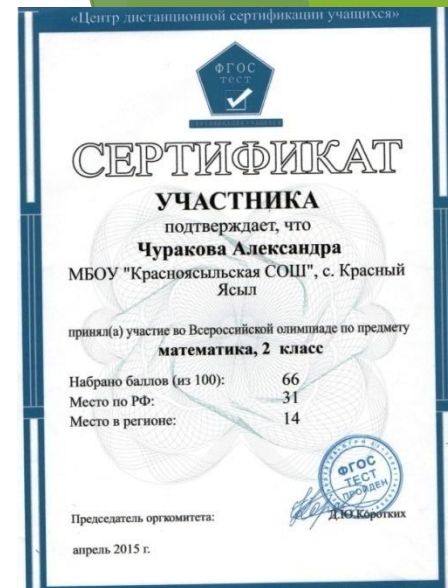 «Центр дистанционной сертификации учащихся»
ФГОС
ТЕСТ
СЕРТИФИКАЦИЯ УЧАЩИХСЯ
СЕРТИФИКАТ
УЧАСТНИКА
подтверждает, что
Чуракова Александра
МБОУ "Красноясыльская СОШ", с. Красный
Ясыл
принял(а) участие во Всероссийской олимпиаде по предмету
математика, 2 класс
Набрано баллов (из 100): 66
Место по РФ: 31
Место в регионе: 14
ФГОС
ТЕСТ
ПРОЙДЕН
Председатель оргкомитета: Д.Ю.Коротких
апрель 2015 г.